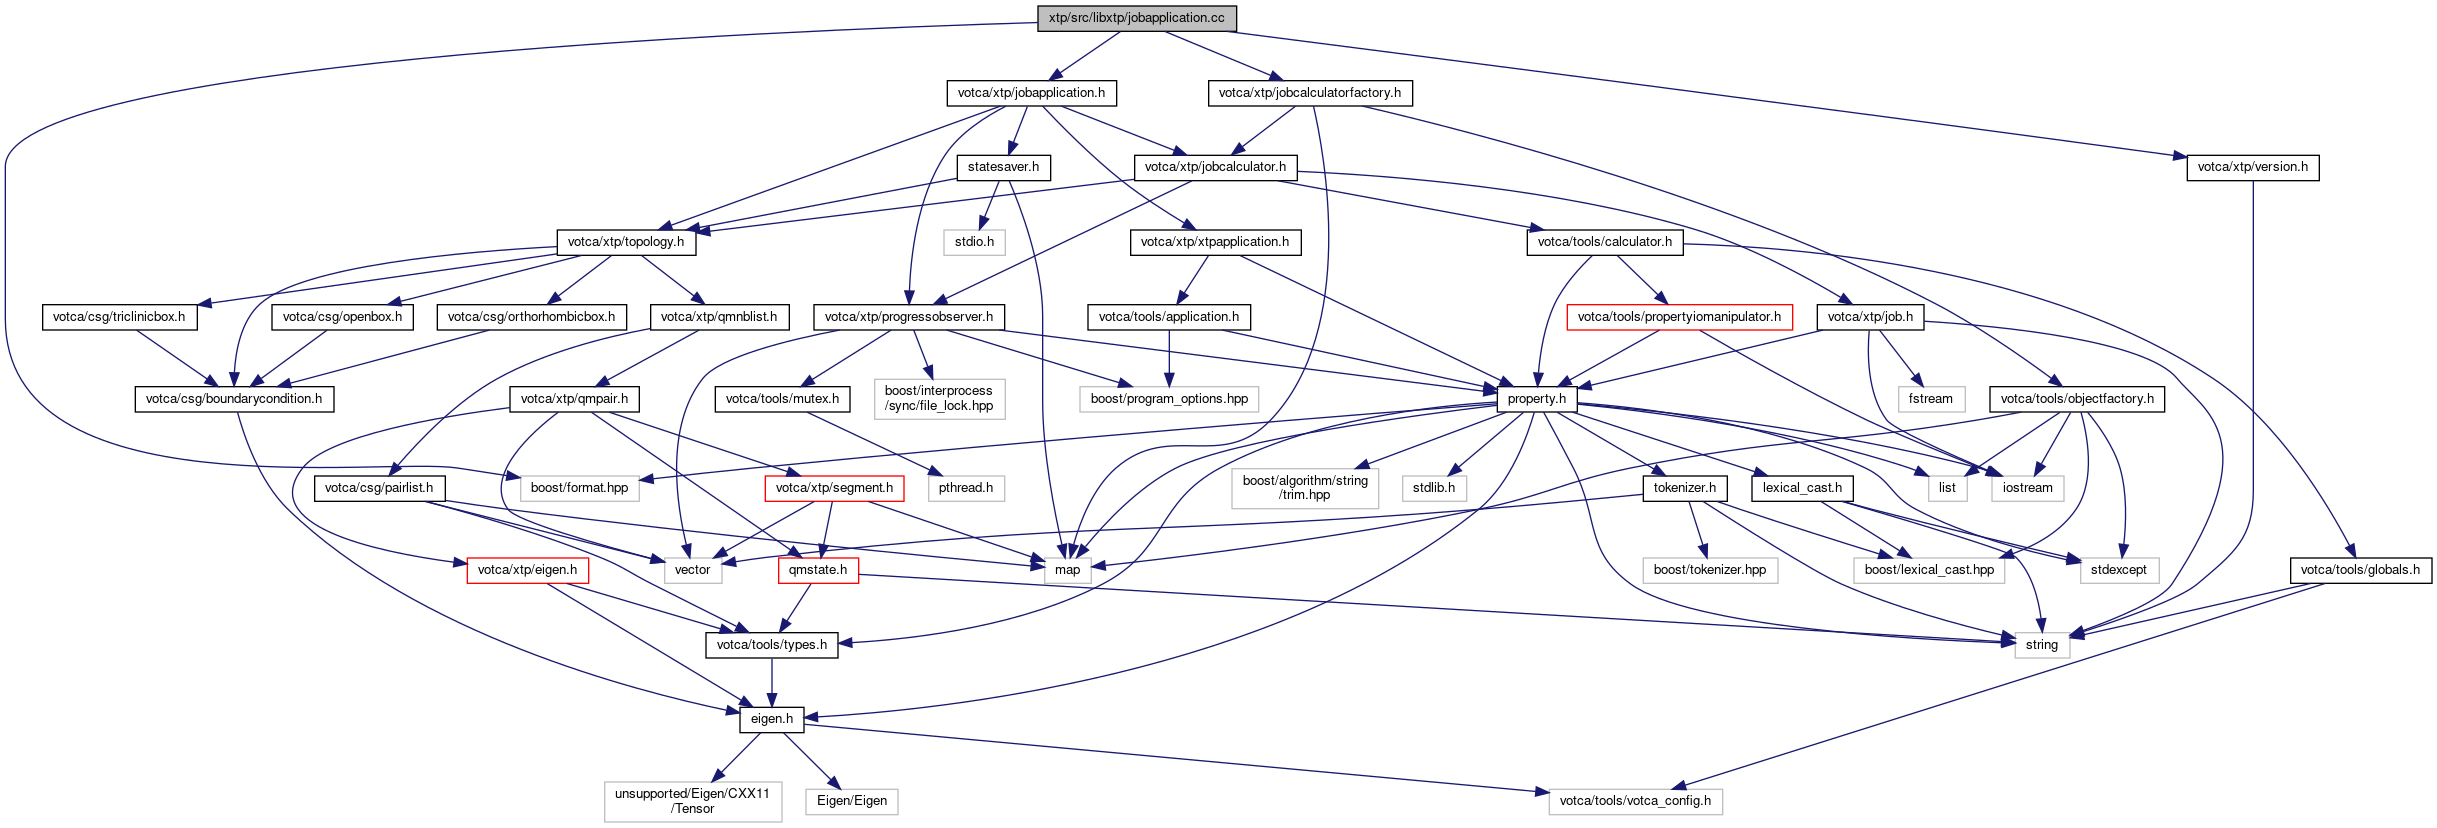 xtp/src/libxtp/jobapplication.cc
votca/xtp/jobapplication.h
votca/xtp/jobcalculatorfactory.h
statesaver.h
votca/xtp/jobcalculator.h
votca/xtp/version.h
votca/xtp/topology.h
stdio.h
votca/xtp/xtpapplication.h
votca/tools/calculator.h
votca/csg/triclinicbox.h
votca/csg/openbox.h
votca/csg/orthorhombicbox.h
votca/xtp/qmnblist.h
votca/xtp/progressobserver.h
votca/tools/application.h
votca/tools/propertyiomanipulator.h
votca/xtp/job.h
votca/csg/boundarycondition.h
votca/xtp/qmpair.h
votca/tools/mutex.h
boost/interprocess
/sync/file_lock.hpp
boost/program_options.hpp
property.h
fstream
votca/tools/objectfactory.h
votca/csg/pairlist.h
boost/format.hpp
votca/xtp/segment.h
pthread.h
boost/algorithm/string
/trim.hpp
stdlib.h
tokenizer.h
lexical_cast.h
list
iostream
votca/xtp/eigen.h
vector
qmstate.h
map
boost/tokenizer.hpp
boost/lexical_cast.hpp
stdexcept
votca/tools/globals.h
votca/tools/types.h
string
eigen.h
unsupported/Eigen/CXX11
/Tensor
Eigen/Eigen
votca/tools/votca_config.h